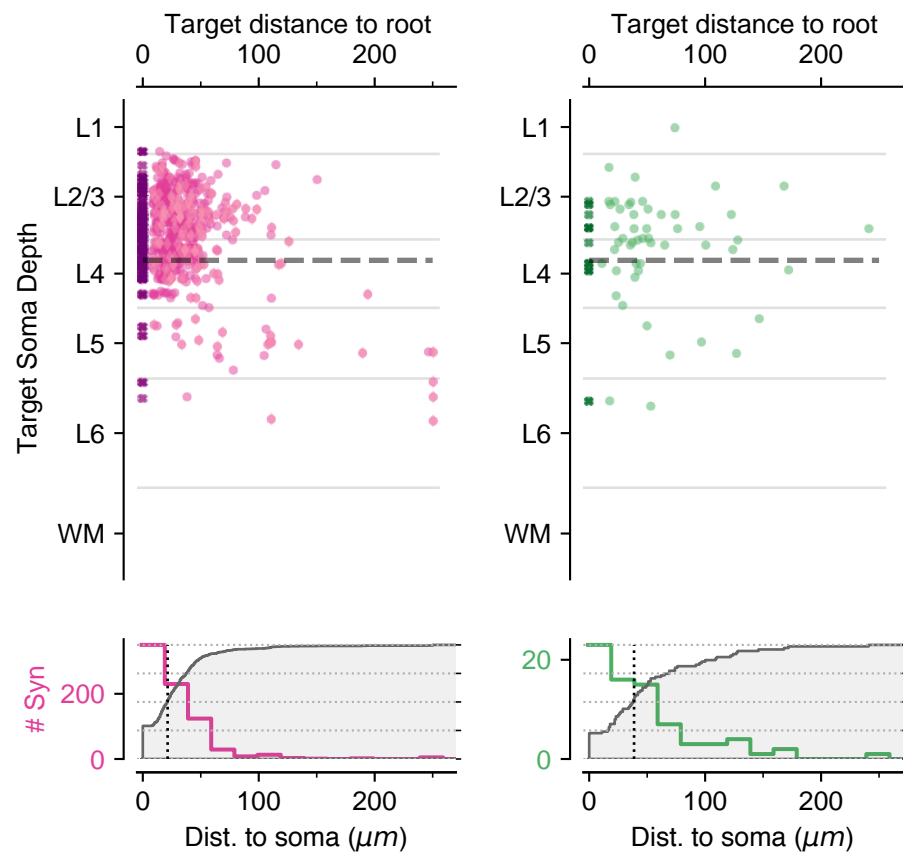 Target distance to root
Target distance to root
0 100 200
0 100 200
L1
L2/3
L4
L5
L6
WM
Target Soma Depth
L1
L2/3
L4
L5
L6
WM
# Syn
200
0
20
0
0 100 200
0 100 200
Dist. to soma (μm)
Dist. to soma (μm)